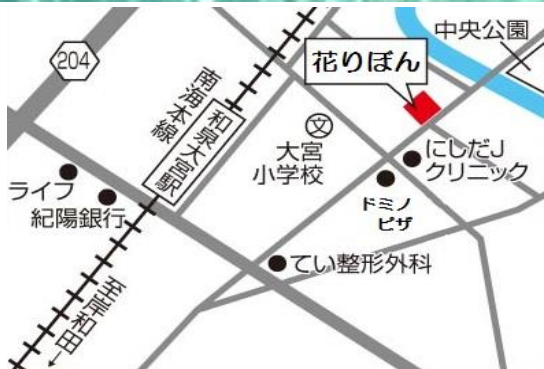 中央公園
204
花りぼん
南海本線
和泉大宮駅
大宮
小学校
文
にしだJ
クリニック
ライフ
紀陽銀行
ドミノ
ピザ
てい整形外科
至岸和田←